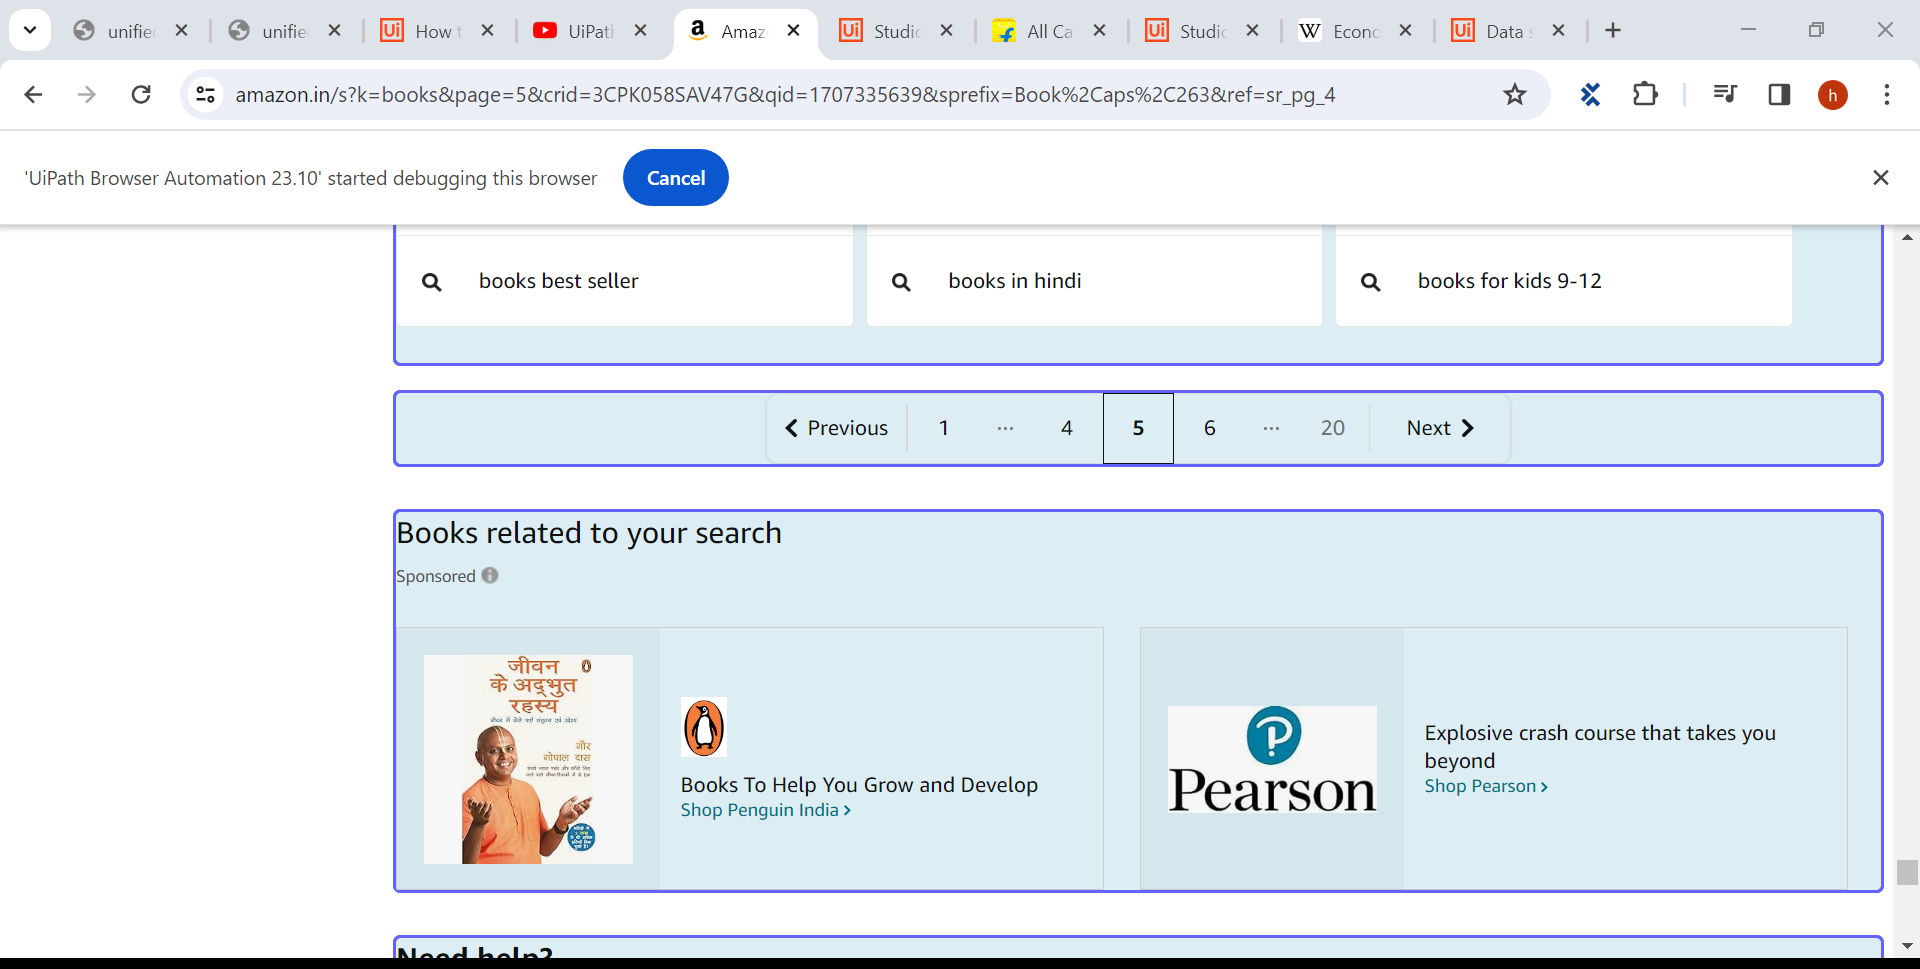 unifie
unifie
How t
UiPath
Amaz
Studio
All Ca
Studio
Econo
Data s
amazon.in/s?k=books&page=5&crid=3CPK058SAV47G&qid=1707335639&sprefix=Book%2Caps%2C263&ref=sr_pg_4
h
'UiPath Browser Automation 23.10' started debugging this browser Cancel
books best seller
books in hindi
books for kids 9-12
Previous 1 ... 4 5 6 ... 20 Next
Books related to your search
Sponsored
जीवन
के अद्भुत
रहस्य
गौर
गोपाल दास
Books To Help You Grow and Develop
Shop Penguin India
Pearson
Explosive crash course that takes you
beyond
Shop Pearson
Need help?